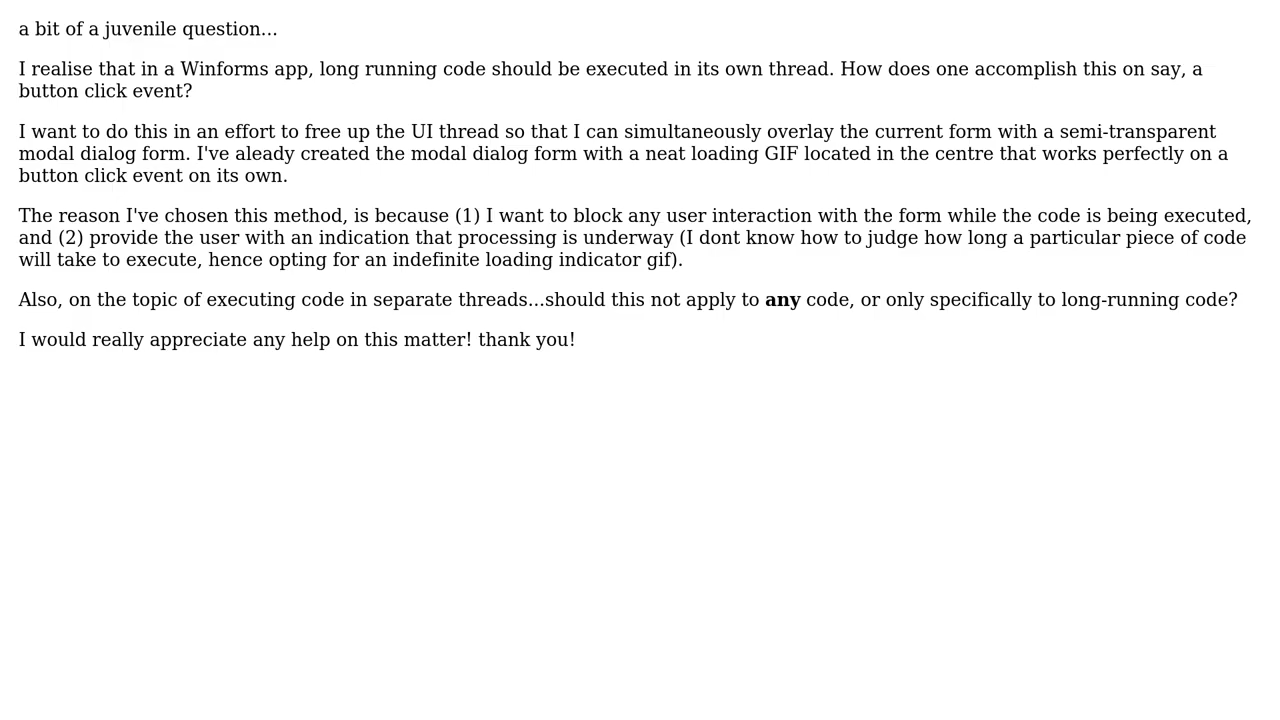 a bit of a juvenile question...
I realise that in a Winforms app, long running code should be executed in its own thread. How does one accomplish this on say, a
button click event?
I want to do this in an effort to free up the UI thread so that I can simultaneously overlay the current form with a semi-transparent
modal dialog form. I've aleady created the modal dialog form with a neat loading GIF located in the centre that works perfectly on a
button click event on its own.
The reason I've chosen this method, is because (1) I want to block any user interaction with the form while the code is being executed,
and (2) provide the user with an indication that processing is underway (I dont know how to judge how long a particular piece of code
will take to execute, hence opting for an indefinite loading indicator gif).
Also, on the topic of executing code in separate threads...should this not apply to any code, or only specifically to long-running code?
I would really appreciate any help on this matter! thank you!